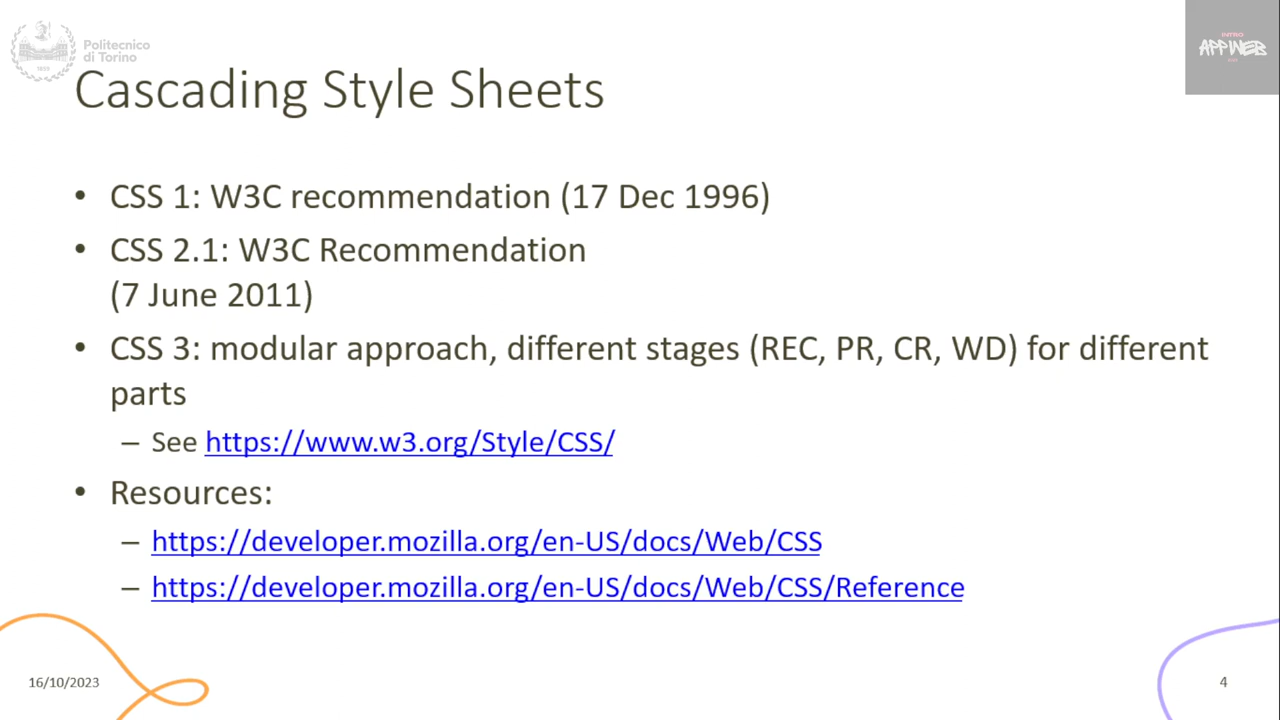 Politecnico
di Torino
1859
INTRO
APPWEB
Cascading Style Sheets
• CSS 1: W3C recommendation (17 Dec 1996)
• CSS 2.1: W3C Recommendation
(7 June 2011)
• CSS 3: modular approach, different stages (REC, PR, CR, WD) for different
parts
– See https://www.w3.org/Style/CSS/
• Resources:
– https://developer.mozilla.org/en-US/docs/Web/CSS
– https://developer.mozilla.org/en-US/docs/Web/CSS/Reference
16/10/2023
4